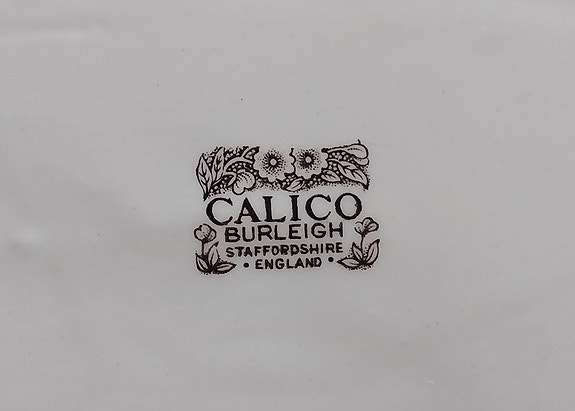 CALICO
BURLEIGH
STAFFORDSHIRE
• ENGLAND •